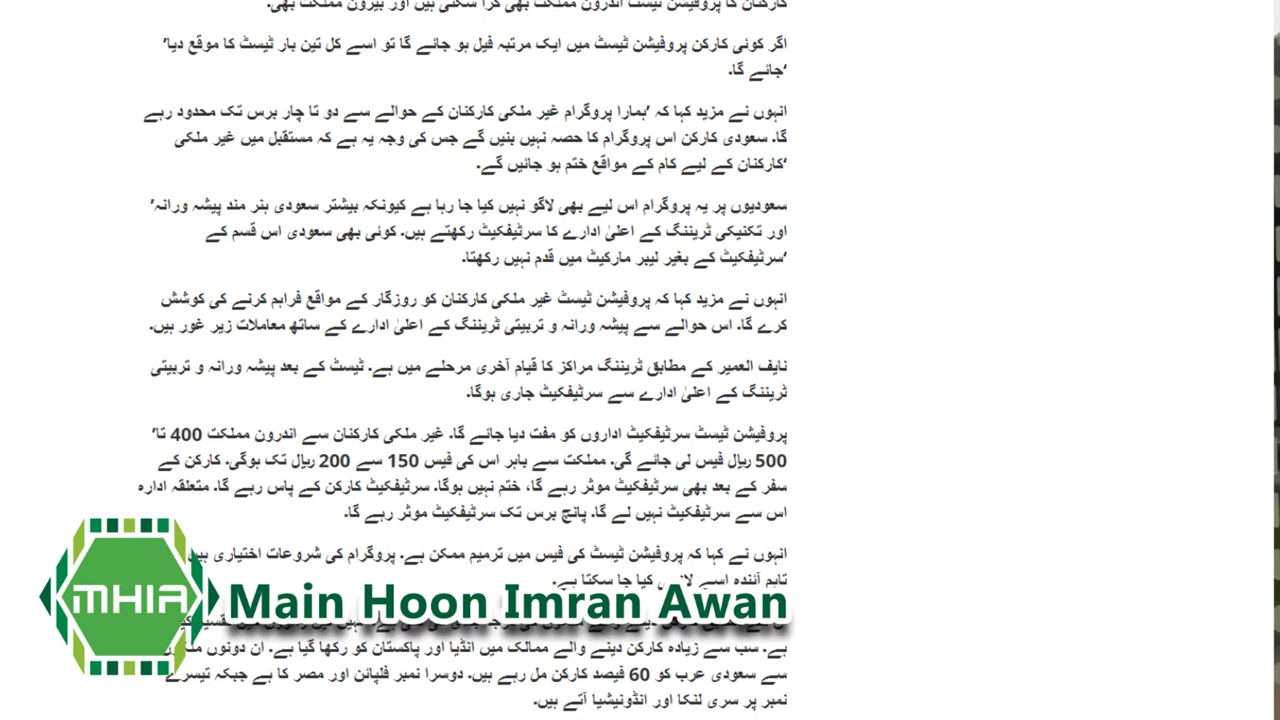 کارکنان کا پروفیشن ٹیسٹ اندرون مملکت بھی کرا سکتی ہیں اور بیرون مملکت بھی۔
اگر کوئی کارکن پروفیشن ٹیسٹ میں ایک مرتبہ فیل ہو جائے گا تو اسے کل تین بار ٹیسٹ کا موقع دیا’
‘جائے گا۔
انہوں نے مزید کہا کہ ’ہمارا پروگرام غیر ملکی کارکنان کے حوالے سے دو تا چار برس تک محدود رہے
گا۔ سعودی کارکن اس پروگرام کا حصہ نہیں بنیں گے جس کی وجہ یہ ہے کہ مستقبل میں غیر ملکی
‘کارکنان کے لیے کام کے مواقع ختم ہو جائیں گے۔
سعودیوں پر یہ پروگرام اس لیے بھی لاگو نہیں کیا جا رہا ہے کیونکہ بیشتر سعودی ہنر مند پیشہ ورانہ’
اور تکنیکی ٹریننگ کے اعلیٰ ادارے کا سرٹیفکیٹ رکھتے ہیں۔ کوئی بھی سعودی اس قسم کے
‘سرٹیفکیٹ کے بغیر لیبر مارکیٹ میں قدم نہیں رکھتا۔
انہوں نے مزید کہا کہ پروفیشن ٹیسٹ غیر ملکی کارکنان کو روزگار کے مواقع فراہم کرنے کی کوشش
کرے گا۔ اس حوالے سے پیشہ ورانہ و تربیتی ٹریننگ کے اعلیٰ ادارے کے ساتھ معاملات زیر غور ہیں۔
نایف العمیر کے مطابق ٹریننگ مراکز کا قیام آخری مرحلے میں ہے۔ ٹیسٹ کے بعد پیشہ ورانہ و تربیتی
ٹریننگ کے اعلیٰ ادارے سے سرٹیفکیٹ جاری ہوگا۔
پروفیشن ٹیسٹ سرٹیفکیٹ اداروں کو مفت دیا جائے گا۔ غیر ملکی کارکنان سے اندرون مملکت 400 تا’
500 ریال فیس لی جائے گی۔ مملکت سے باہر اس کی فیس 150 سے 200 ریال تک ہوگی۔ کارکن کے
سفر کے بعد بھی سرٹیفکیٹ موثر رہے گا، ختم نہیں ہوگا۔ سرٹیفکیٹ کارکن کے پاس رہے گا۔ متعلقہ ادارہ
اس سے سرٹیفکیٹ نہیں لے گا۔ پانچ برس تک سرٹیفکیٹ موثر رہے گا۔
انہوں نے کہا کہ پروفیشن ٹیسٹ کی فیس میں ترمیم ممکن ہے۔ پروگرام کی شروعات اختیاری ہیں
تاہم آئندہ اسے کیا جا سکتا ہے۔
MHIA Main Hoon Imran Awan
ہے۔ سب سے زیادہ کارکن دینے والے ممالک میں انڈیا اور پاکستان کو رکھا گیا ہے۔ ان دونوں
سے سعودی عرب کو 60 فیصد کارکن مل رہے ہیں۔ دوسرا نمبر فلپائن اور مصر کا ہے جبکہ تیسرے
نمبر پر سری لنکا اور انڈونیشیا آتے ہیں۔